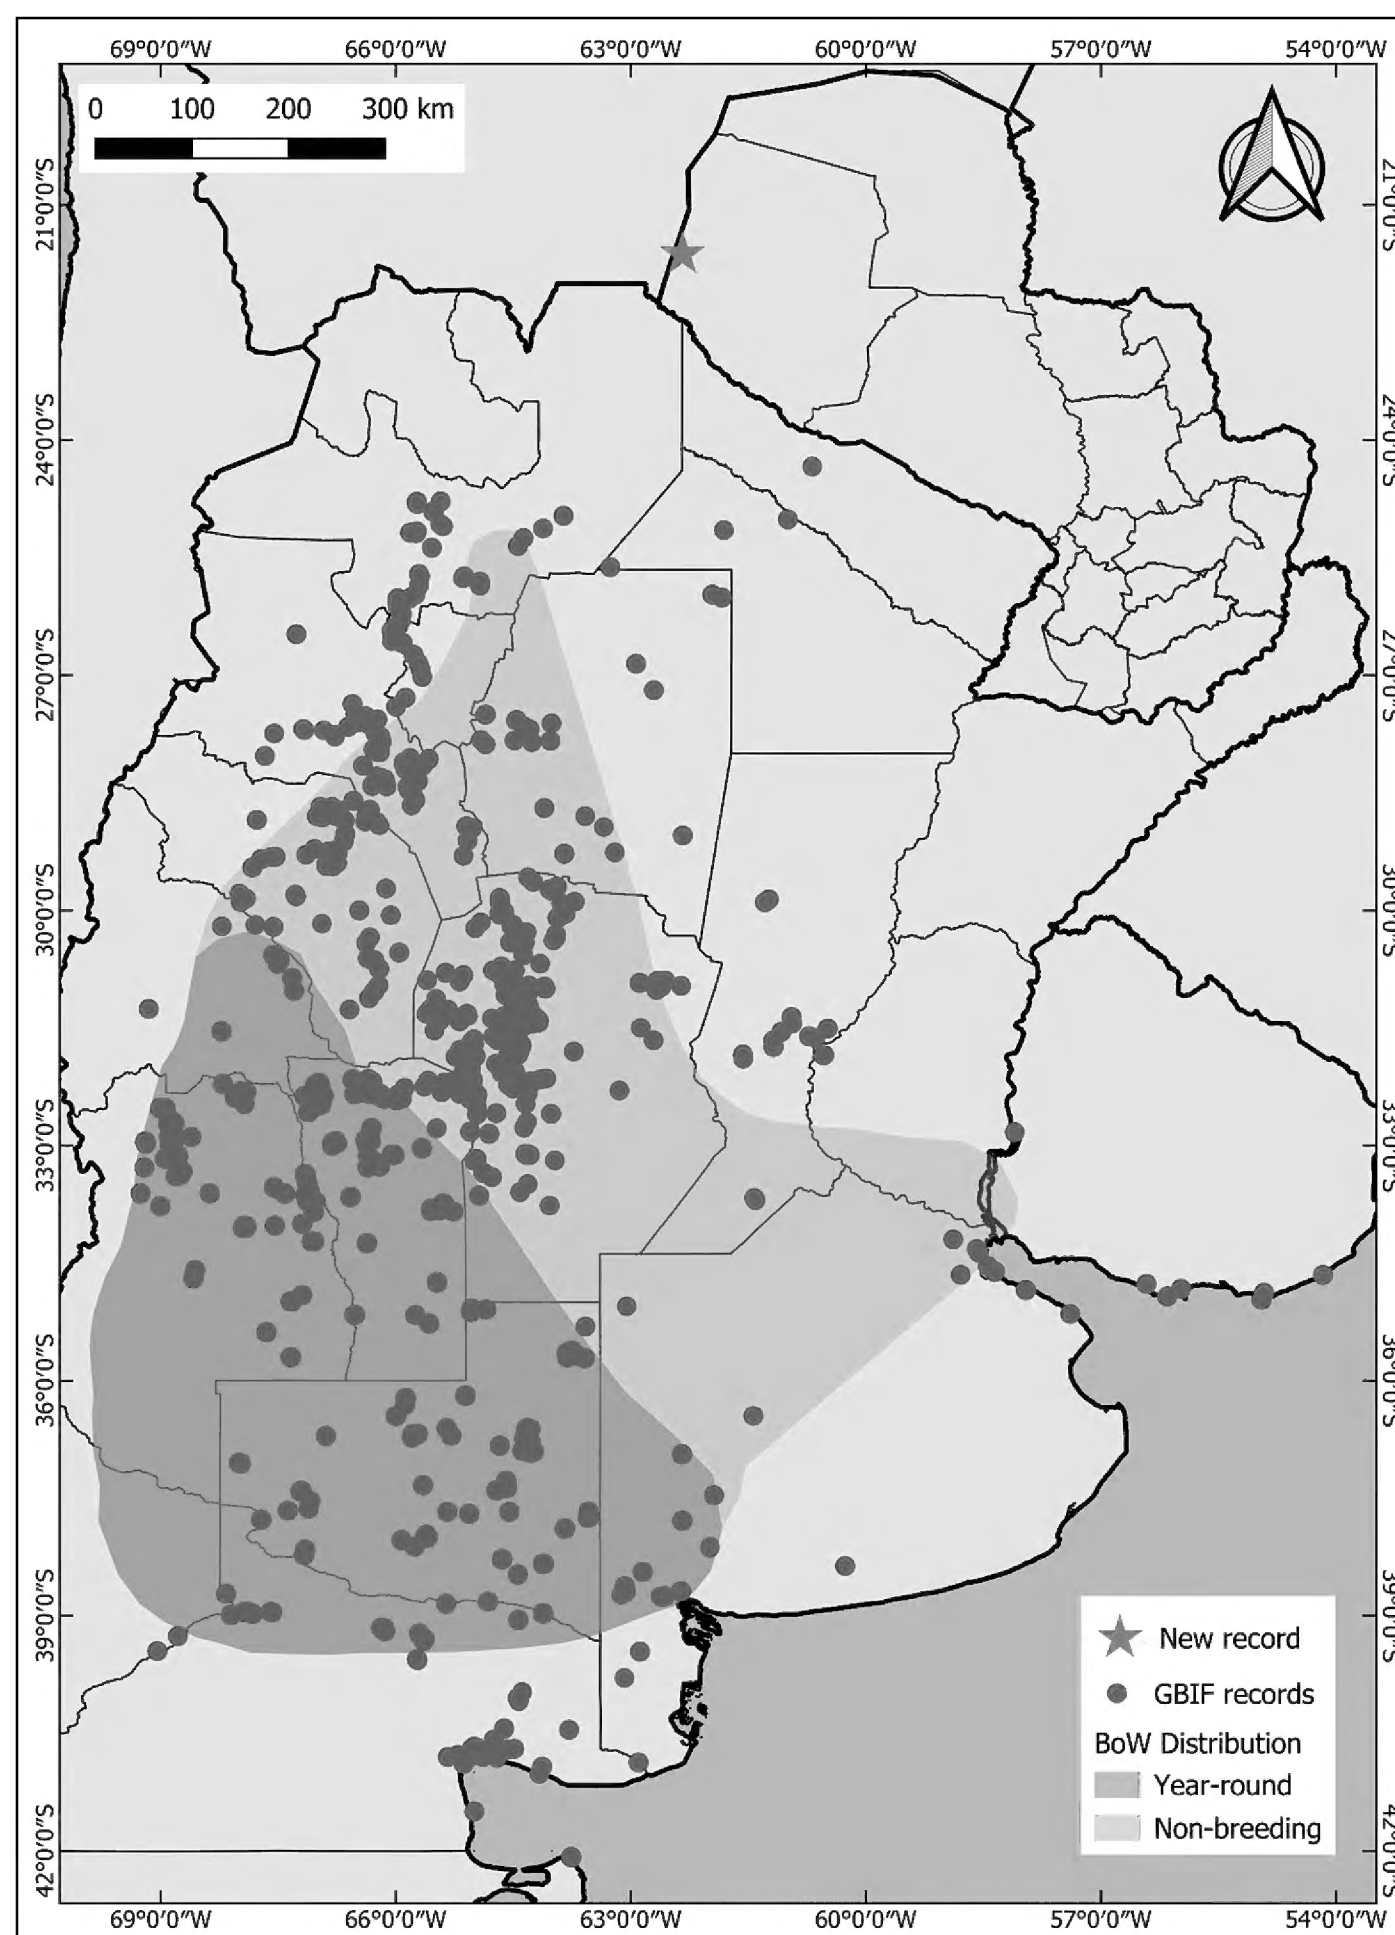 69°0′0″W 66°0′0″W 63°0′0″W 60°0′0″W 57°0′0″W 54°0′0″W
0 100 200 300 km
21°0′0″S 21°0′0″S
24°0′0″S 24°0′0″S
27°0′0″S 27°0′0″S
30°0′0″S 30°0′0″S
33°0′0″S 33°0′0″S
36°0′0″S 36°0′0″S
39°0′0″S 39°0′0″S
New record
GBIF records
BoW Distribution
Year-round
Non-breeding
42°0′0″S 42°0′0″S
69°0′0″W 66°0′0″W 63°0′0″W 60°0′0″W 57°0′0″W 54°0′0″W